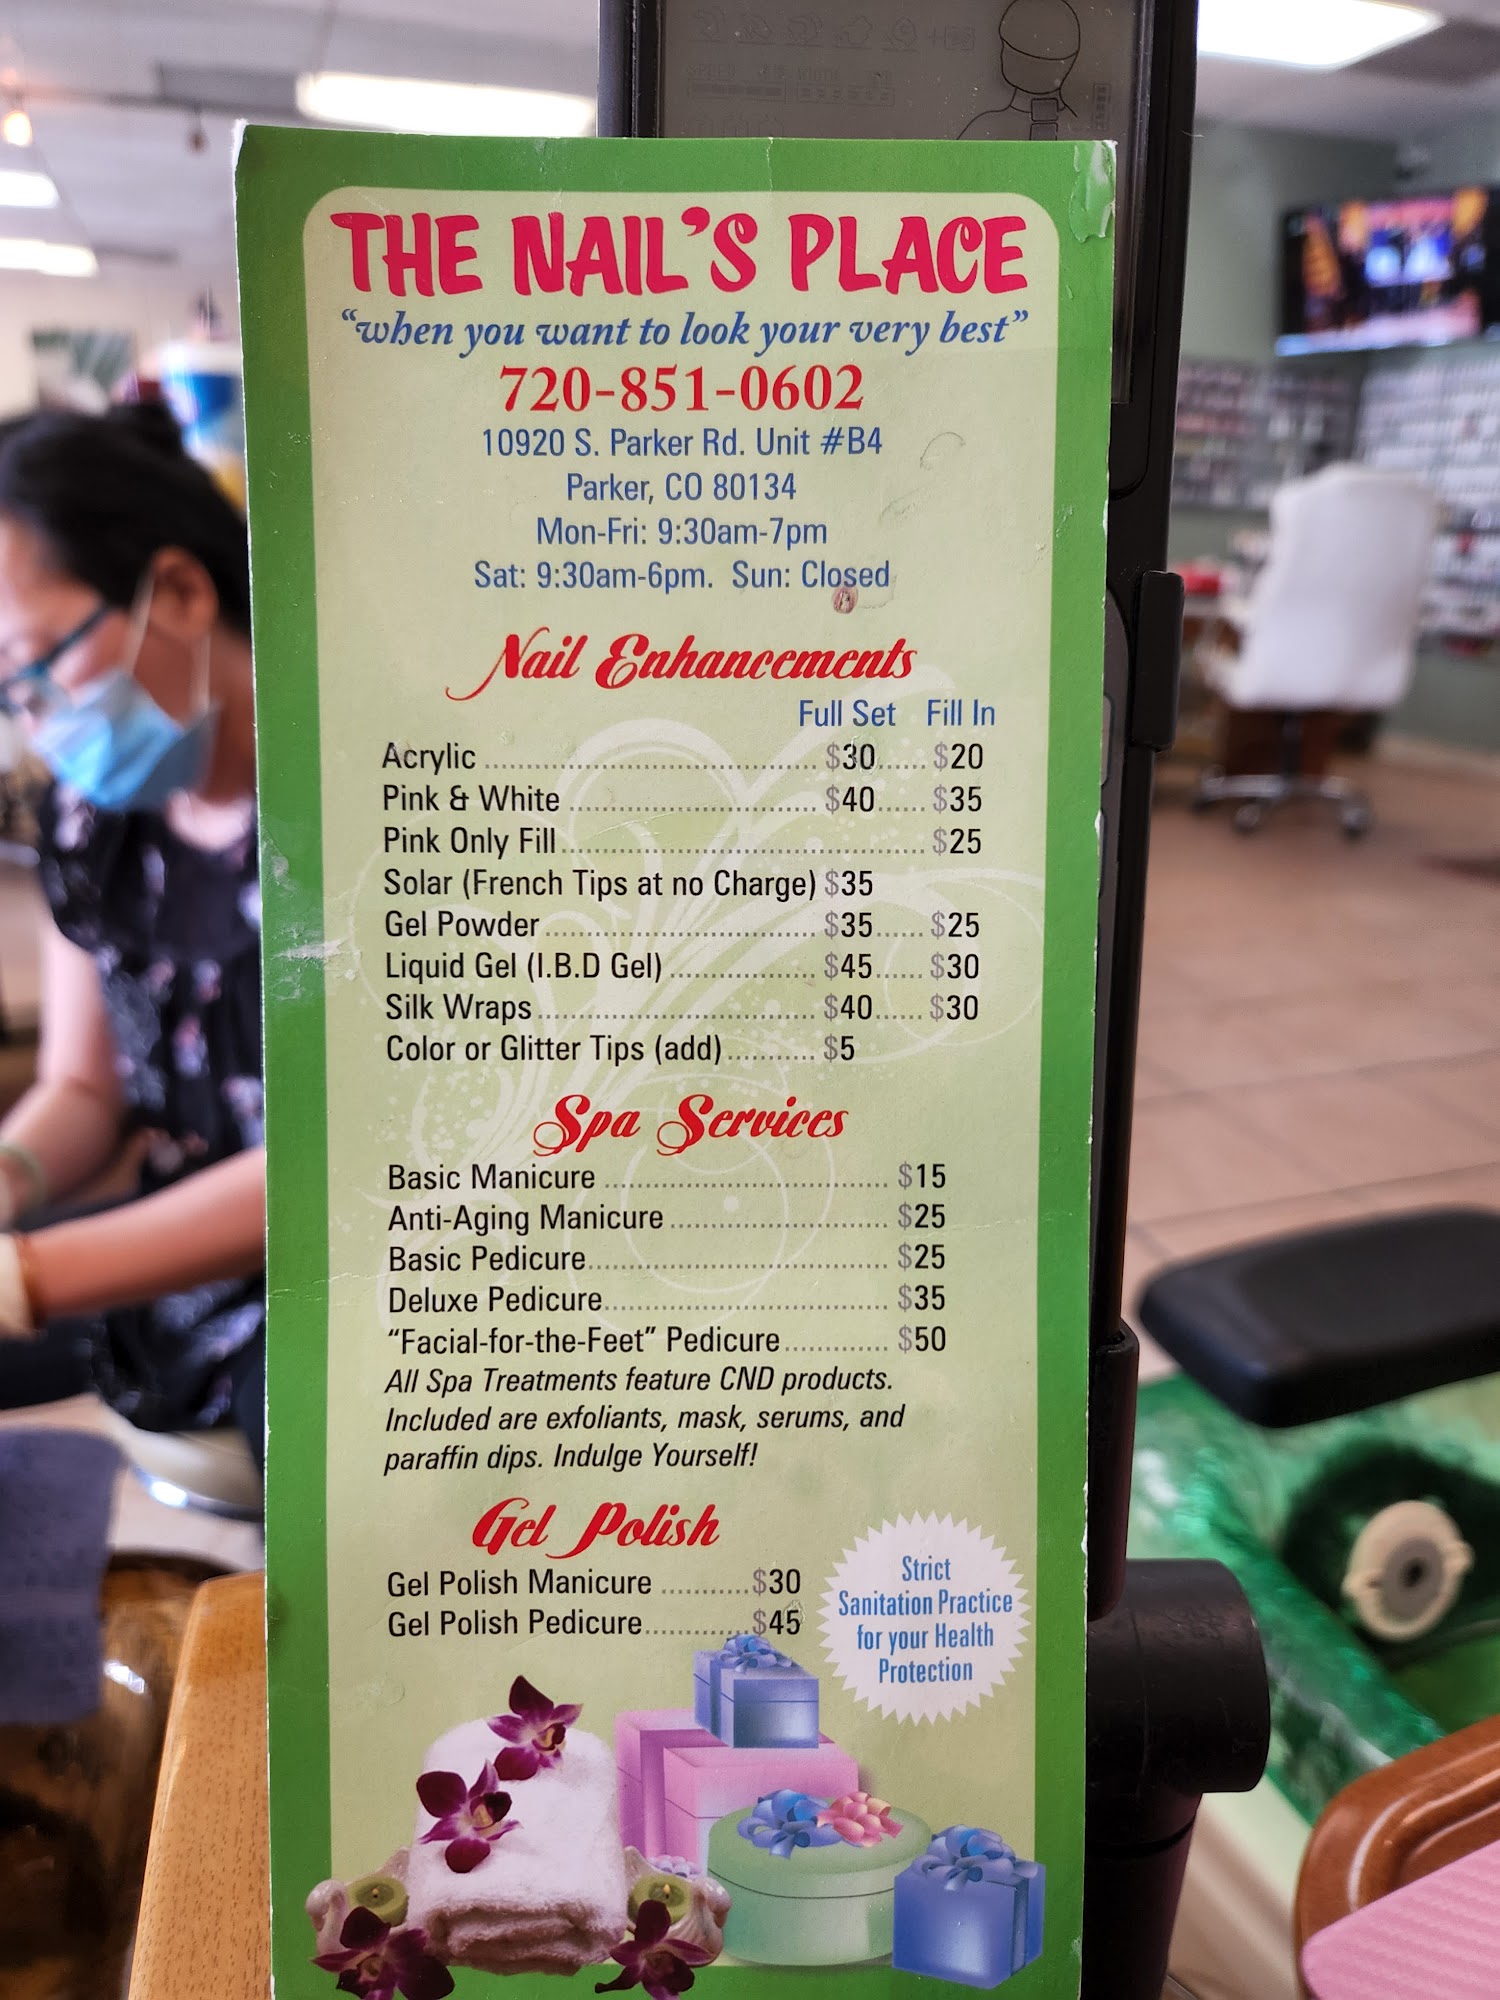 THE NAIL'S PLACE
"when you want to look your very best"
720-851-0602
10920 S. Parker Rd. Unit #B4
Parker, CO 80134
Mon-Fri: 9:30am-7pm
Sat: 9:30am-6pm. Sun: Closed
Nail Enhancements
Full Set Fill In
Acrylic ........ $30...... $20
Pink & White ........ $40...... $35
Pink Only Fill........ $25
Solar (French Tips at no Charge) $35
Gel Powder........ $35...... $25
Liquid Gel (I.B.D Gel)........ $45...... $30
Silk Wraps........ $40...... $30
Color or Glitter Tips (add)........ $5
Spa Services
Basic Manicure ........ $15
Anti-Aging Manicure ........ $25
Basic Pedicure........ $25
Deluxe Pedicure........ $35
"Facial-for-the-Feet" Pedicure........ $50
All Spa Treatments feature CND products.
Included are exfoliants, mask, serums, and
paraffin dips. Indulge Yourself!
Gel Polish
Gel Polish Manicure ........$30
Gel Polish Pedicure........$45
Strict
Sanitation Practice
for your Health
Protection
SPEED WIDTH